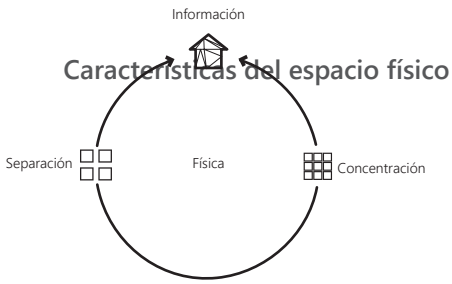 Información
Características del espacio físico
Separación
Física
Concentración